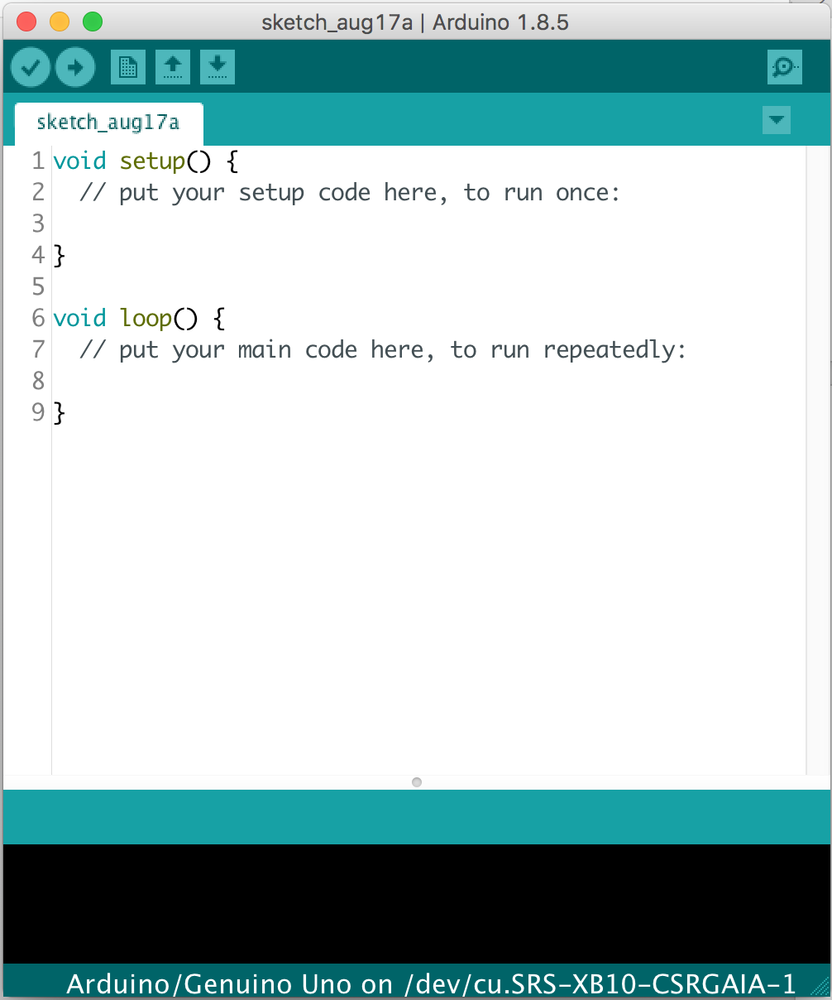 sketch_aug17a | Arduino 1.8.5
sketch_aug17a
1 void setup() {
2   // put your setup code here, to run once:
3
4 }
5
6 void loop() {
7   // put your main code here, to run repeatedly:
8
9 }
Arduino/Genuino Uno on /dev/cu.SRS-XB10-CSRGAIA-1